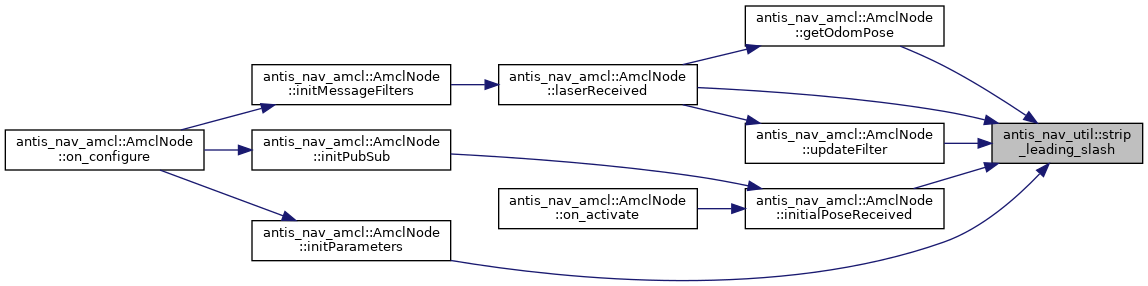 antis_nav_amcl::AmclNode
::getOdomPose
antis_nav_amcl::AmclNode
::initMessageFilters
antis_nav_amcl::AmclNode
::laserReceived
antis_nav_amcl::AmclNode
::on_configure
antis_nav_amcl::AmclNode
::initPubSub
antis_nav_amcl::AmclNode
::updateFilter
antis_nav_util::strip
_leading_slash
antis_nav_amcl::AmclNode
::on_activate
antis_nav_amcl::AmclNode
::initialPoseReceived
antis_nav_amcl::AmclNode
::initParameters